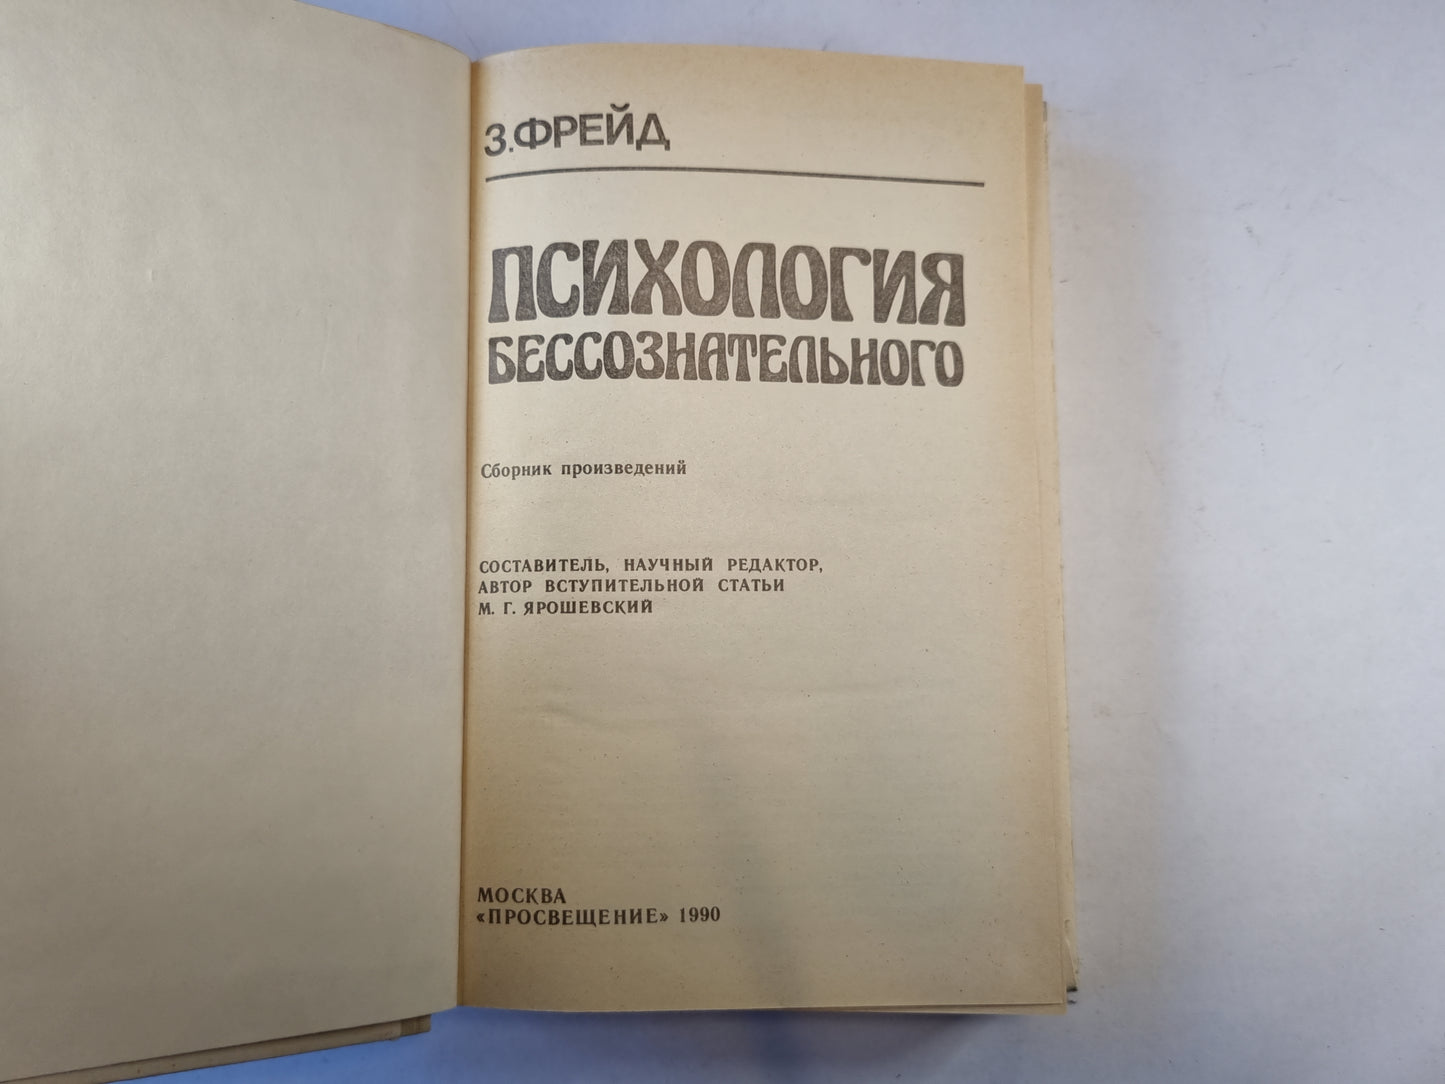 З.ФРЕЙД
ПСИХОЛОГИЯ
БЕССОЗНАТЕЛЬНОГО
Сборник произведений
СОСТАВИТЕЛЬ, НАУЧНЫЙ РЕДАКТОР,
АВТОР ВСТУПИТЕЛЬНОЙ СТАТЬИ
М. Г. ЯРОШЕВСКИЙ
МОСКВА
«ПРОСВЕЩЕНИЕ» 1990